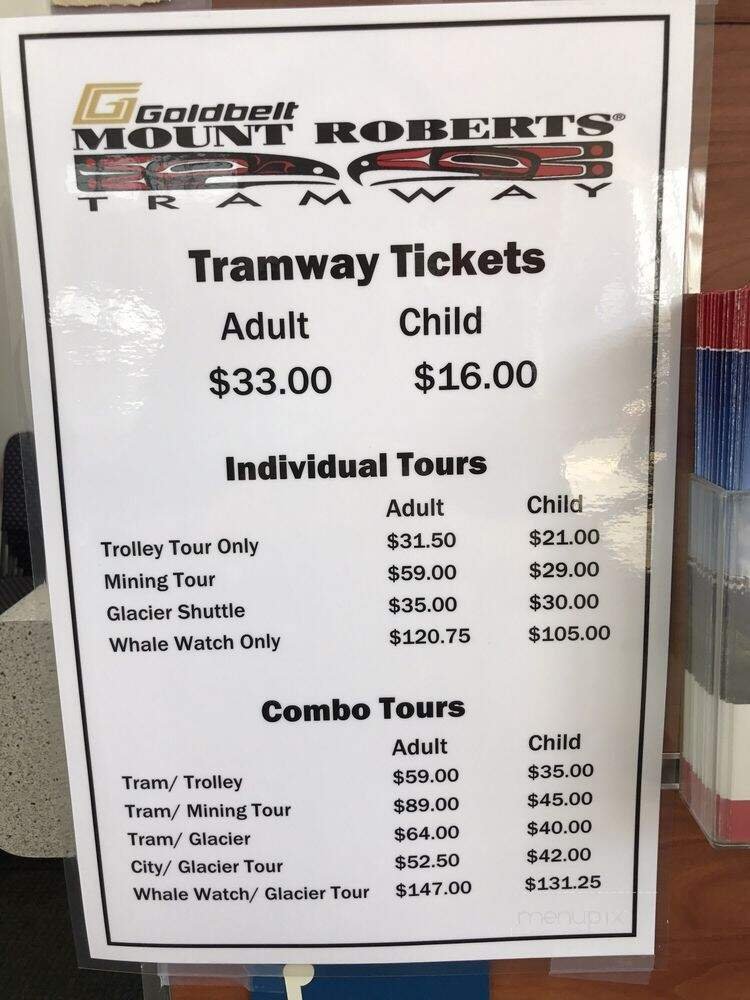 Goldbelt
MOUNT ROBERTS®
TRAMWAY
Tramway Tickets
Adult Child
$33.00 $16.00
Individual Tours
Adult Child
Trolley Tour Only $31.50 $21.00
Mining Tour $59.00 $29.00
Glacier Shuttle $35.00 $30.00
Whale Watch Only $120.75 $105.00
Combo Tours
Adult Child
Tram/ Trolley $59.00 $35.00
Tram/ Mining Tour $89.00 $45.00
Tram/ Glacier $64.00 $40.00
City/ Glacier Tour $52.50 $42.00
Whale Watch/ Glacier Tour $147.00 $131.25
menupix